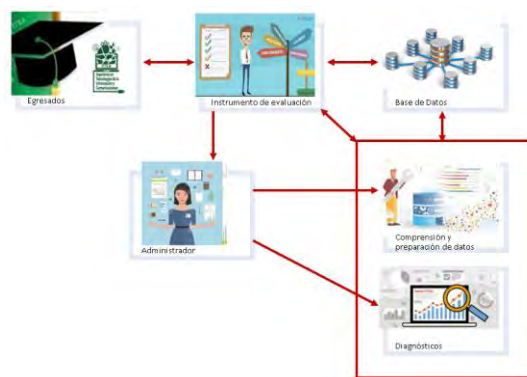 Egresados
Instrumento de evaluación
Base de Datos
Administrador
Comprensión y
preparación de datos
Diagnósticos